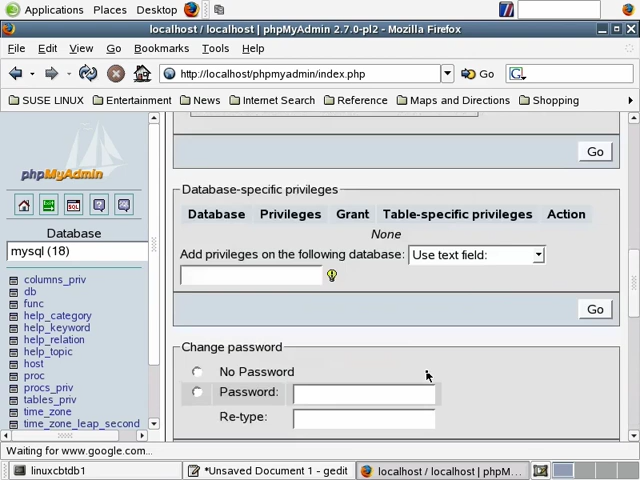 Applications Places Desktop
localhost / localhost | phpMyAdmin 2.7.0-pl2 - Mozilla Firefox
File Edit View Go Bookmarks Tools Help
http://localhost/phpmyadmin/index.php Go
SUSE LINUX Entertainment News Internet Search Reference Maps and Directions Shopping
phpMyAdmin
Database
mysql (18)
columns_priv
db
func
help_category
help_keyword
help_relation
help_topic
host
proc
procs_priv
tables_priv
time_zone
time_zone_leap_second
Go
Database-specific privileges
Database Privileges Grant Table-specific privileges Action
None
Add privileges on the following database: Use text field:
Go
Change password
No Password
Password:
Re-type:
Waiting for www.google.com...
linuxcbtdb1 *Unsaved Document 1 - gedit localhost / localhost | phpM...